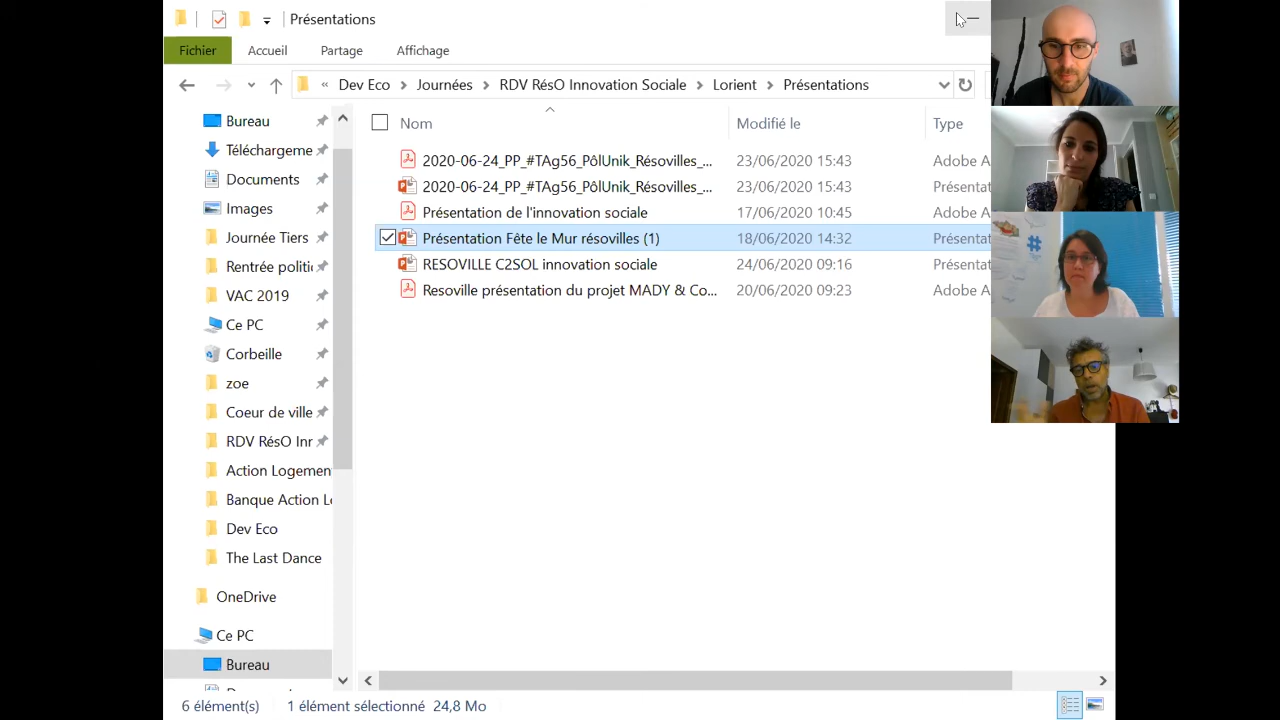 Présentations
Fichier Accueil Partage Affichage
« Dev Eco > Journées > RDV RésO Innovation Sociale > Lorient > Présentations
Nom Modifié le Type
2020-06-24_PP_#TAg56_PôlUnik_Résovilles_... 23/06/2020 15:43 Adobe A
2020-06-24_PP_#TAg56_PôlUnik_Résovilles_... 23/06/2020 15:43 Présentat
Présentation de l'innovation sociale 17/06/2020 10:45 Adobe A
Présentation Fête le Mur résovilles (1) 18/06/2020 14:32 Présentat
RESOVILLE C2SOL innovation sociale 24/06/2020 09:16 Présentat
Resoville présentation du projet MADY & Co... 20/06/2020 09:23 Adobe A
Bureau
Téléchargeme
Documents
Images
Journée Tiers
Rentrée politi
VAC 2019
Ce PC
Corbeille
zoe
Coeur de ville
RDV RésO Inr
Action Logemen
Banque Action Lo
Dev Eco
The Last Dance
OneDrive
Ce PC
Bureau
6 élément(s) 1 élément sélectionné 24,8 Mo